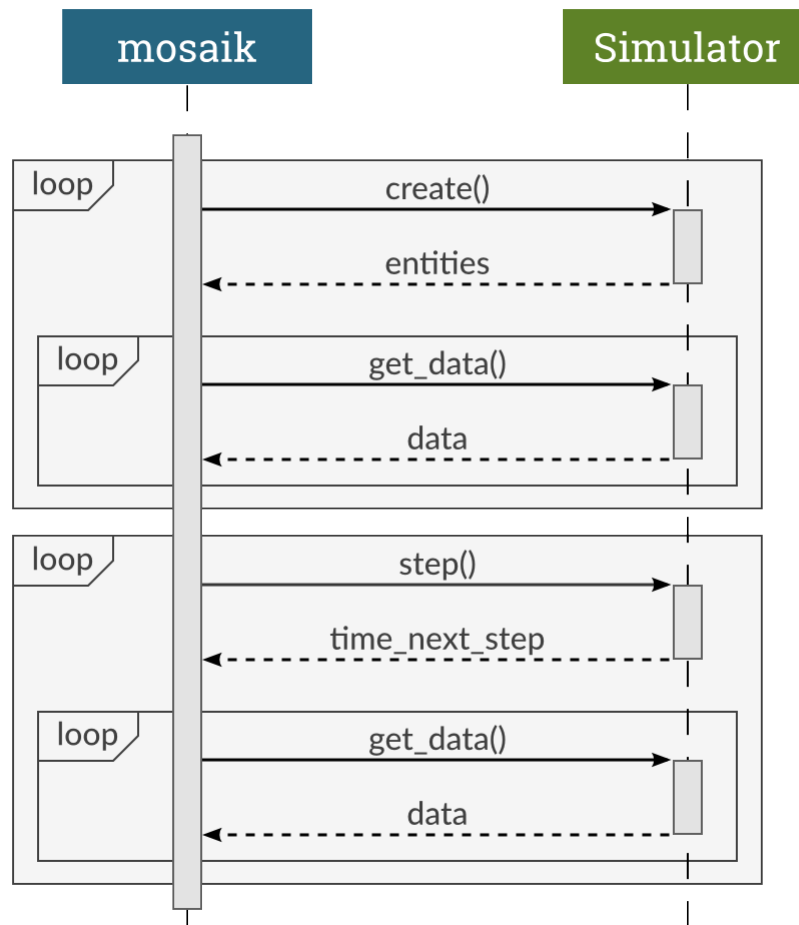 mosaik
Simulator
loop
create()
entities
loop
get_data()
data
loop
step()
time_next_step
loop
get_data()
data